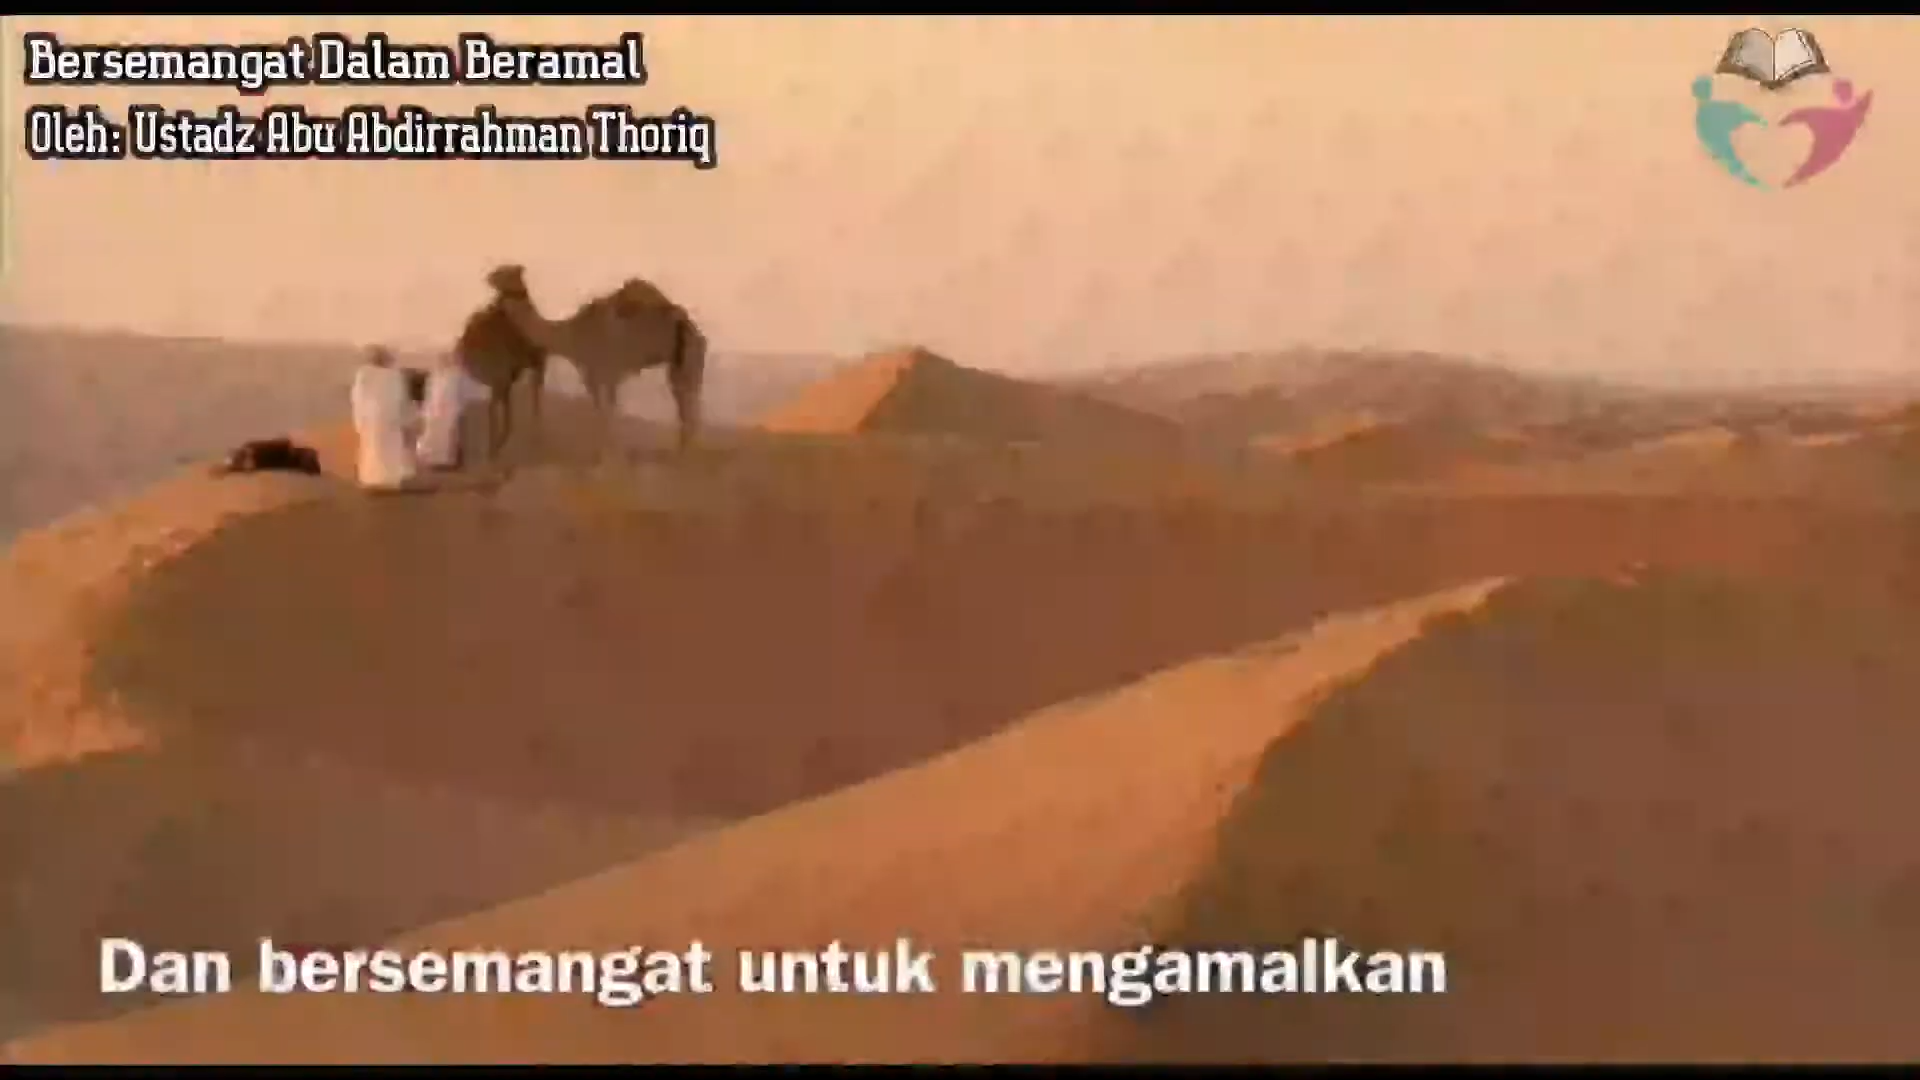 Bersemangat Dalam Beramal
Oleh: Ustadz Abu Abdirrahman Thoriq
Dan bersemangat untuk mengamalkan